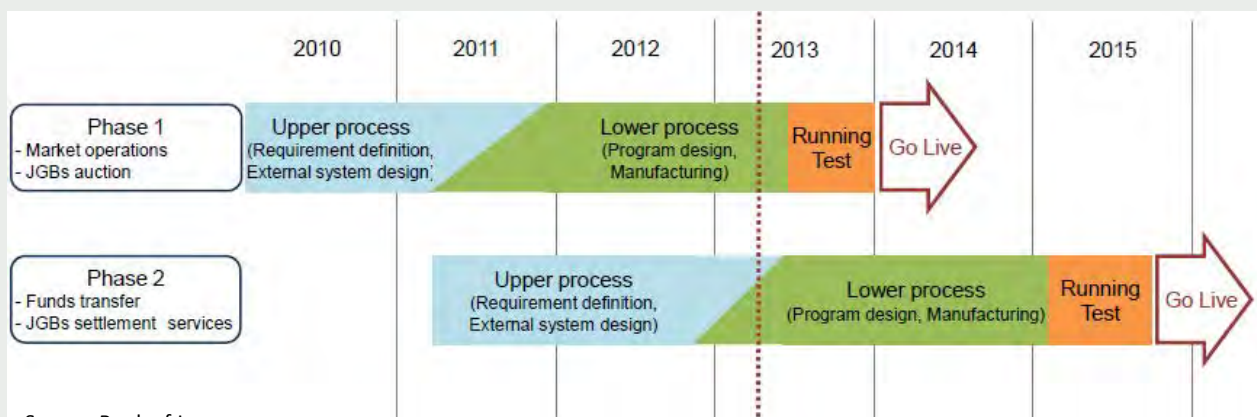 2010 2011 2012 2013 2014 2015
Phase 1
- Market operations
- JGBs auction
Upper process
(Requirement definition,
External system design)
Lower process
(Program design,
Manufacturing)
Running
Test
Go Live
Phase 2
- Funds transfer
- JGBs settlement services
Upper process
(Requirement definition,
External system design)
Lower process
(Program design, Manufacturing)
Running
Test
Go Live